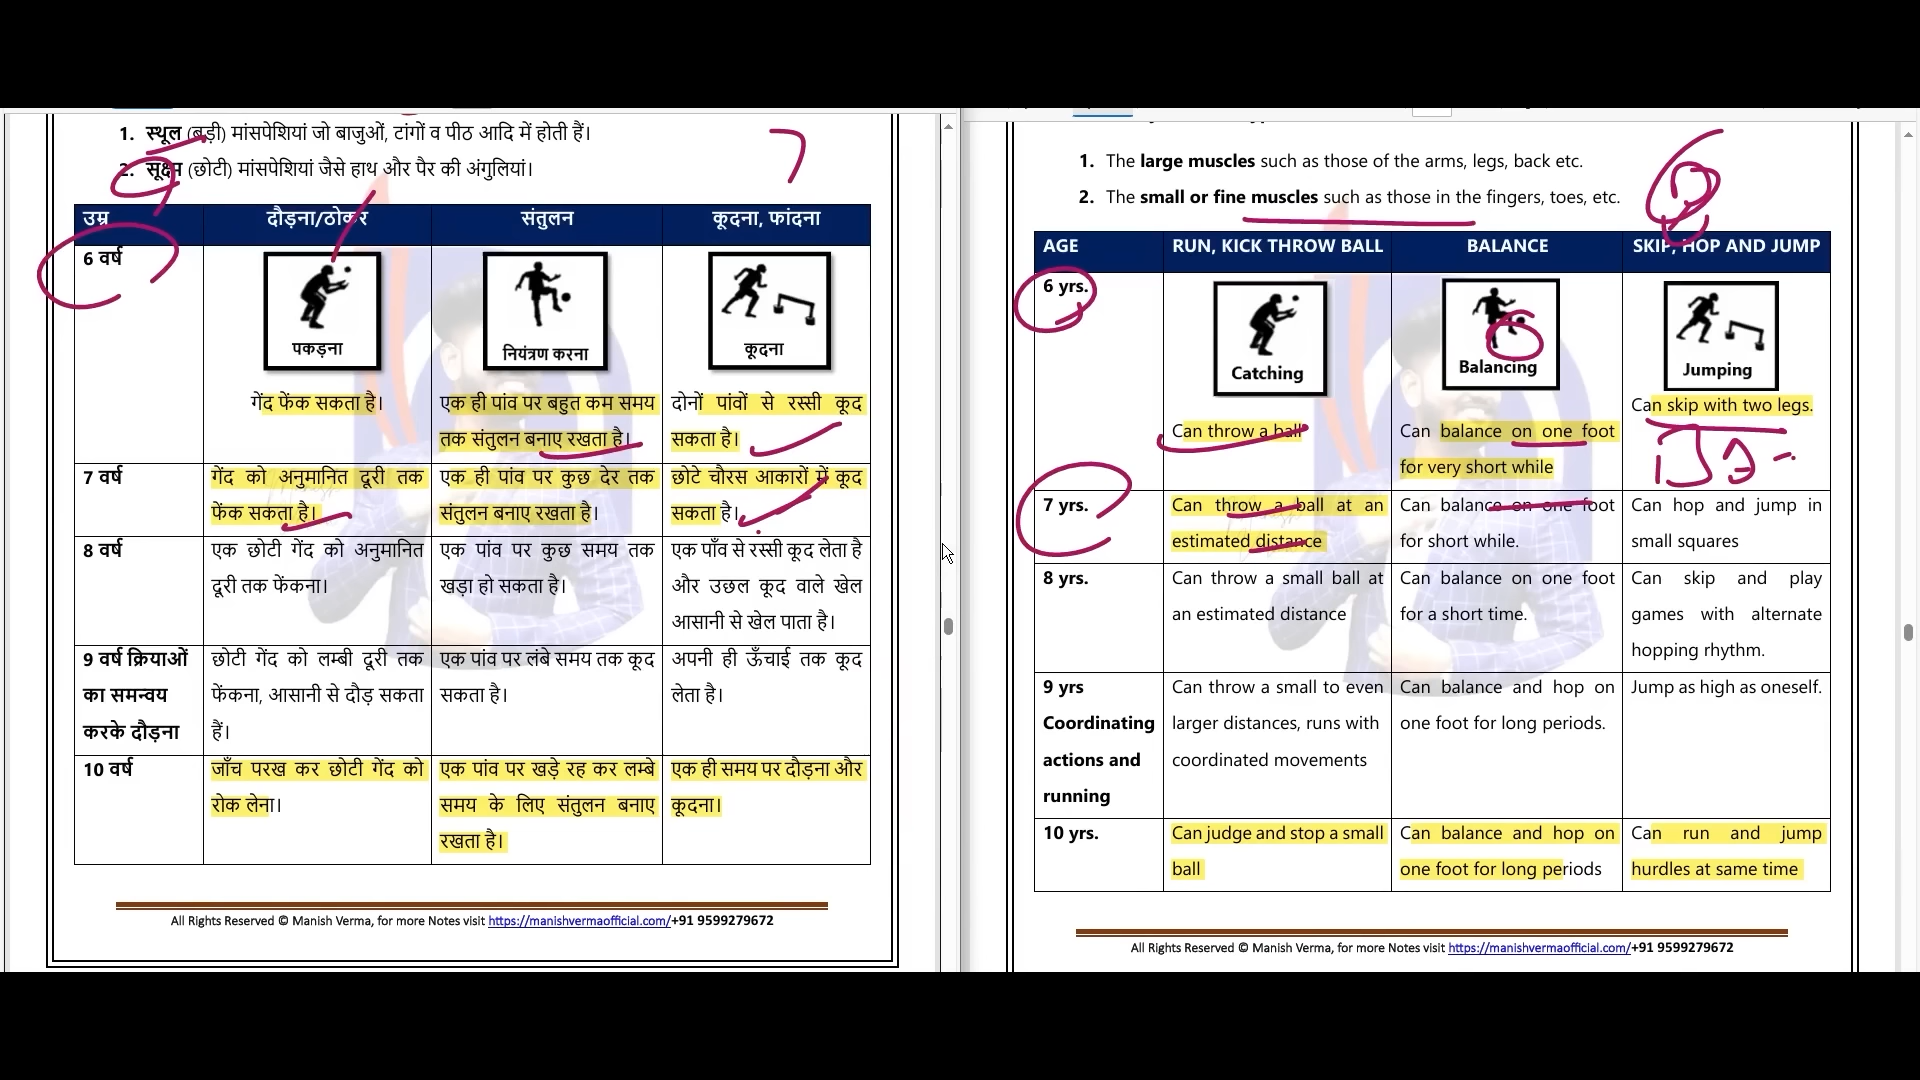 1. स्थूल (बड़ी) मांसपेशियां जो बाजुओं, टांगों व पीठ आदि में होती हैं।
2. सूक्ष्म (छोटी) मांसपेशियां जैसे हाथ और पैर की अंगुलियां।
7
उम्र दौड़ना/ठोकर संतुलन कूदना, फांदना
6 वर्ष
पकड़ना
नियंत्रण करना
कूदना
गेंद फेंक सकता है।
एक ही पांव पर बहुत कम समय
तक संतुलन बनाए रखता है।
दोनों पांवों से रस्सी कूद
सकता है।
7 वर्ष
गेंद को अनुमानित दूरी तक
फेंक सकता है।
एक ही पांव पर कुछ देर तक
संतुलन बनाए रखता है।
छोटे चौरस आकारों में कूद
सकता है।
8 वर्ष
एक छोटी गेंद को अनुमानित
दूरी तक फेंकना।
एक पांव पर कुछ समय तक
खड़ा हो सकता है।
एक पाँव से रस्सी कूद लेता है
और उछल कूद वाले खेल
आसानी से खेल पाता है।
9 वर्ष क्रियाओं
का समन्वय
करके दौड़ना
छोटी गेंद को लम्बी दूरी तक
फेंकना, आसानी से दौड़ सकता
हैं।
एक पांव पर लंबे समय तक कूद
सकता है।
अपनी ही ऊँचाई तक कूद
लेता है।
10 वर्ष
जाँच परख कर छोटी गेंद को
रोक लेना।
एक पांव पर खड़े रह कर लम्बे
समय के लिए संतुलन बनाए
रखता है।
एक ही समय पर दौड़ना और
कूदना।
All Rights Reserved © Manish Verma, for more Notes visit https://manishvermaofficial.com/+91 9599279672
1. The large muscles such as those of the arms, legs, back etc.
2. The small or fine muscles such as those in the fingers, toes, etc.
AGE RUN, KICK THROW BALL BALANCE SKIP, HOP AND JUMP
6 yrs.
Catching
Balancing
Jumping
Can throw a ball
Can balance on one foot
for very short while
Can skip with two legs.
7 yrs.
Can throw a ball at an
estimated distance
Can balance on one foot
for short while.
Can hop and jump in
small squares
8 yrs.
Can throw a small ball at
an estimated distance
Can balance on one foot
for a short time.
Can skip and play
games with alternate
hopping rhythm.
9 yrs
Coordinating
actions and
running
Can throw a small to even
larger distances, runs with
coordinated movements
Can balance and hop on
one foot for long periods.
Jump as high as oneself.
10 yrs.
Can judge and stop a small
ball
Can balance and hop on
one foot for long periods
Can run and jump
hurdles at same time
All Rights Reserved © Manish Verma, for more Notes visit https://manishvermaofficial.com/+91 9599279672